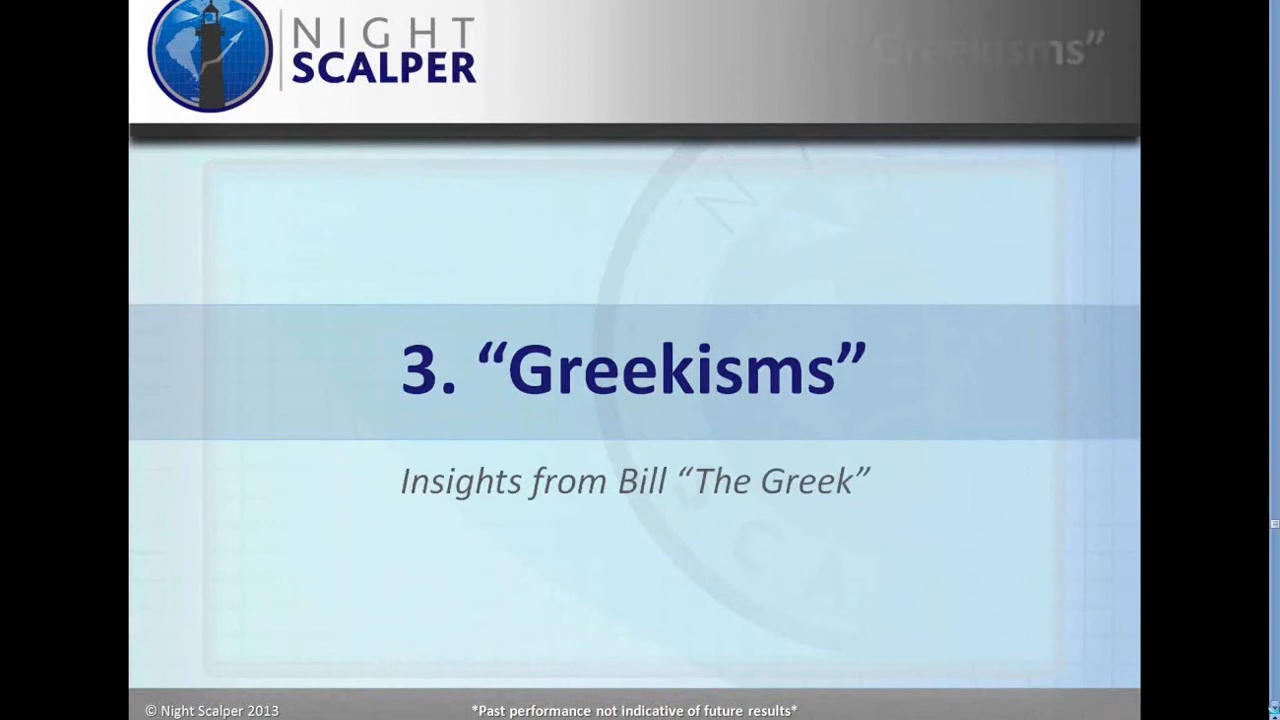 NIGHT
SCALPER
"Greekisms"
3. “Greekisms”
Insights from Bill “The Greek”
© Night Scalper 2013
*Past performance not indicative of future results*